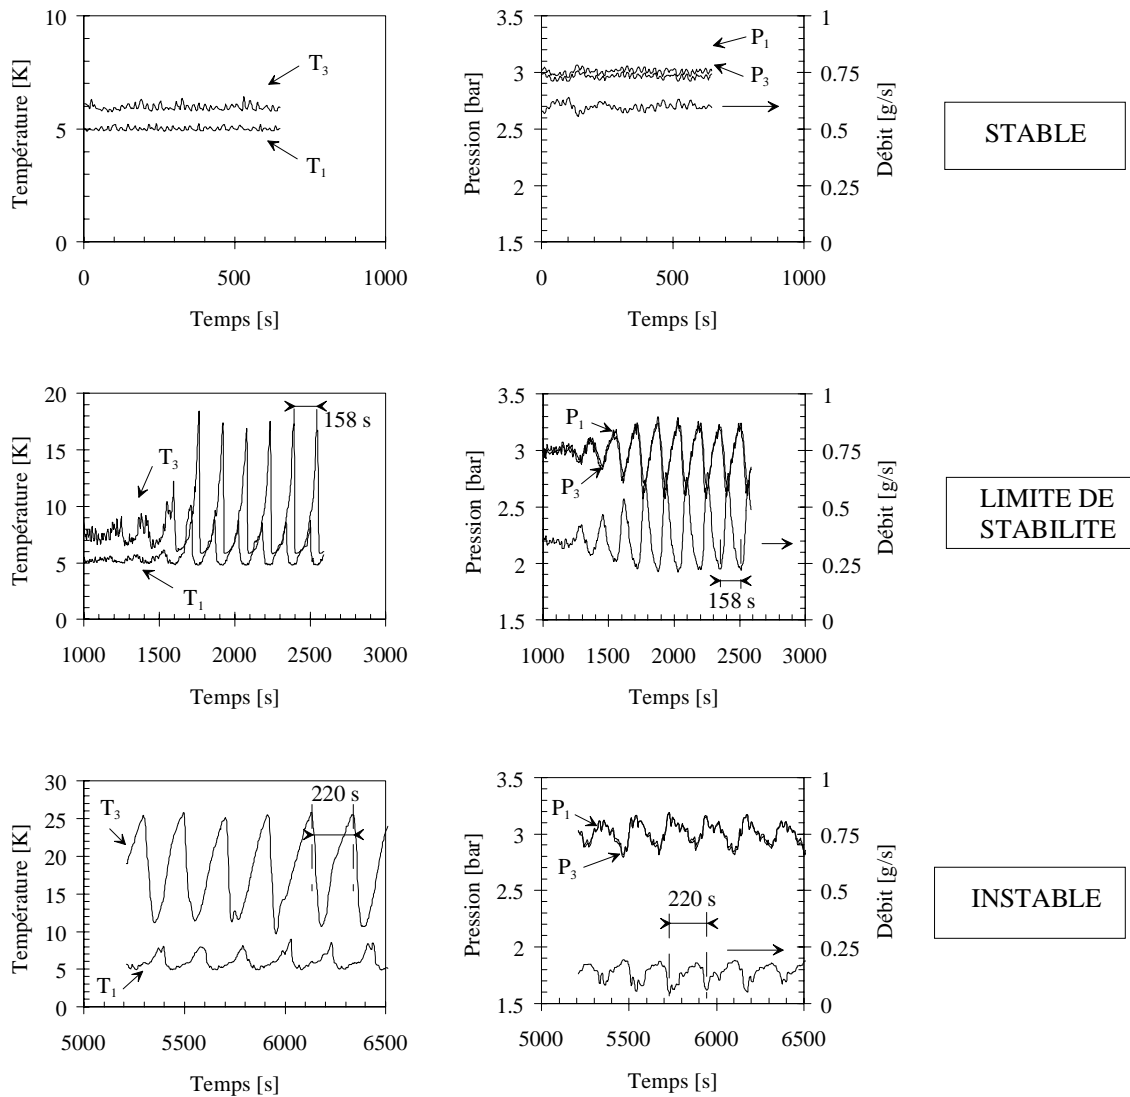 10
5
0
Température [K]
T3
T1
0
500
1000
Temps [s]
3.5
3
2.5
2
1.5
Pression [bar]
P1
P3
1
0.75
0.5
0.25
0
Débit [g/s]
0
500
1000
Temps [s]
STABLE
20
15
10
5
0
Température [K]
158 s
T3
T1
1000
1500
2000
2500
3000
Temps [s]
3.5
3
2.5
2
1.5
Pression [bar]
P1
P3
158 s
1
0.75
0.5
0.25
0
Débit [g/s]
1000
1500
2000
2500
3000
Temps [s]
LIMITE DE
STABILITE
30
25
20
15
10
5
0
Température [K]
T3
220 s
T1
5000
5500
6000
6500
Temps [s]
3.5
3
2.5
2
1.5
Pression [bar]
P1
P3
220 s
1
0.75
0.5
0.25
0
Débit [g/s]
5000
5500
6000
6500
Temps [s]
INSTABLE